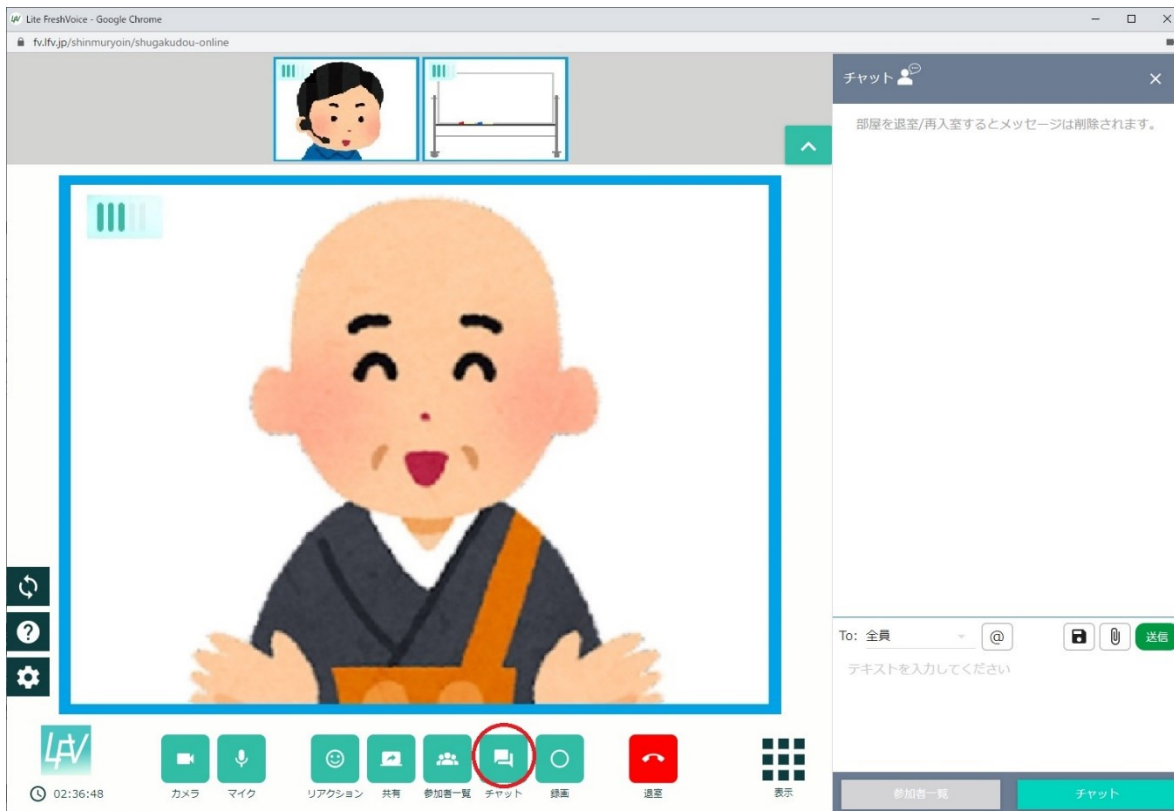 Lite FreshVoice - Google Chrome
fv.lfv.jp/shinmuryoin/shugakudou-online
チャット
部屋を退室/再入室するとメッセージは削除されます。
To: 全員 @ 送信
テキストを入力してください
LFV
02:36:48
カメラ マイク リアクション 共有 参加者一覧 チャット 録画 退室 表示
参加者一覧 チャット